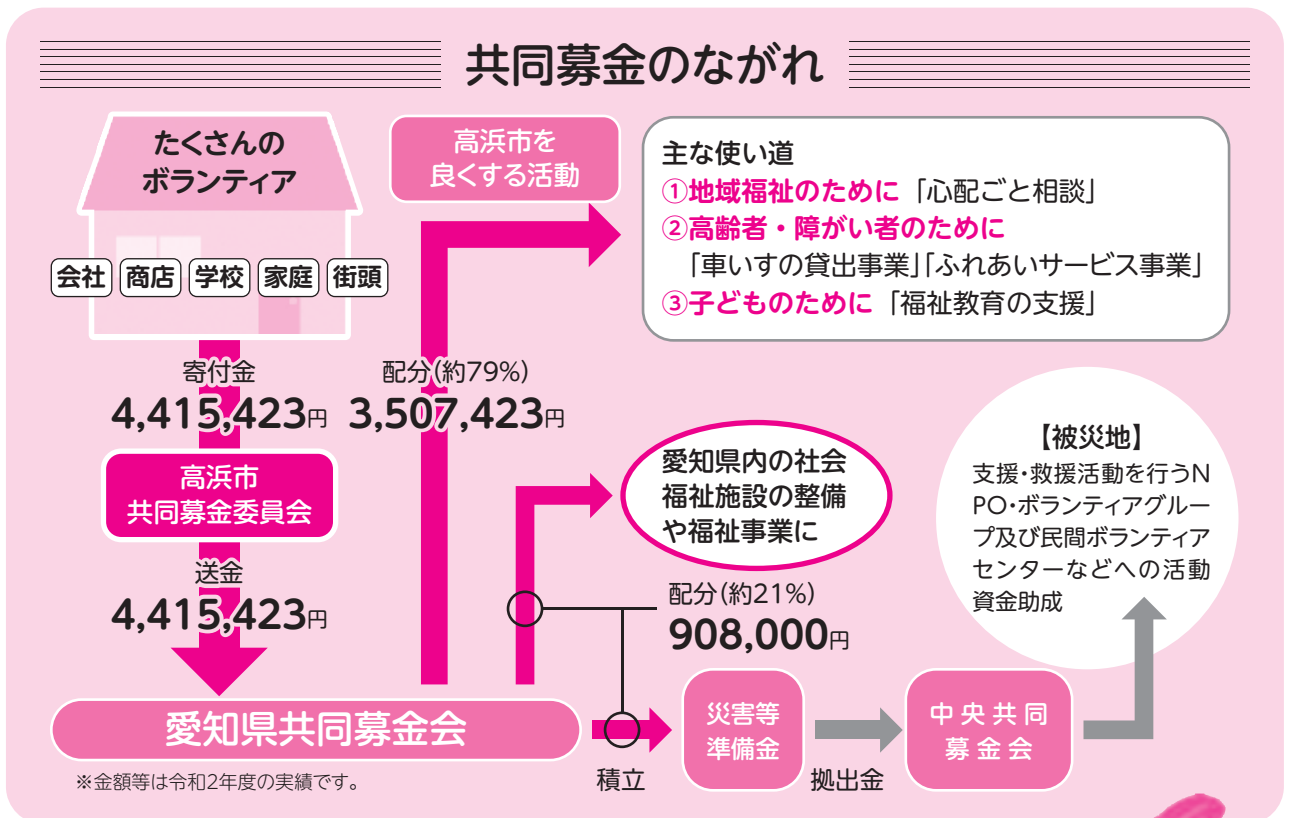 共同募金のながれ
たくさんの
ボランティア
会社 商店 学校 家庭 街頭
寄付金
4,415,423円
高浜市
共同募金委員会
送金
4,415,423円
愛知県共同募金会
※金額等は令和2年度の実績です。
高浜市を
良くする活動
配分(約79%)
3,507,423円
主な使い道
①地域福祉のために「心配ごと相談」
②高齢者・障がい者のために
「車いすの貸出事業」「ふれあいサービス事業」
③子どものために「福祉教育の支援」
愛知県内の社会
福祉施設の整備
や福祉事業に
配分(約21%)
908,000円
積立
災害等
準備金
拠出金
中央共同
募金会
【被災地】
支援・救援活動を行うN
PO・ボランティアグルー
プ及び民間ボランティア
センターなどへの活動
資金助成